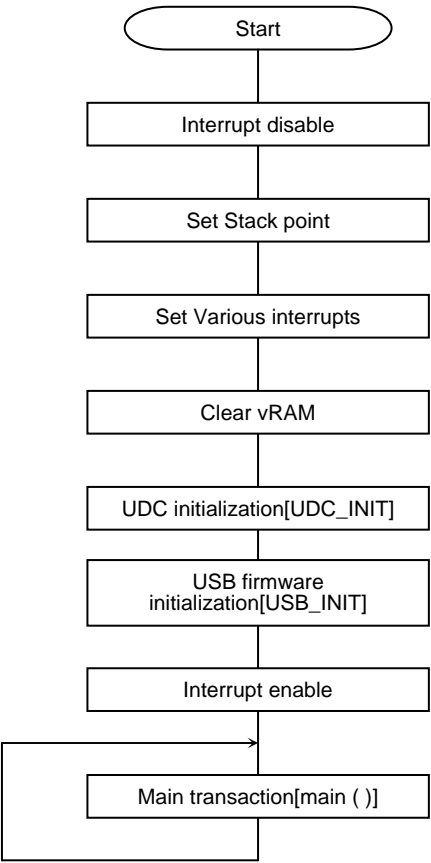 Start
Interrupt disable
Set Stack point
Set Various interrupts
Clear vRAM
UDC initialization[UDC_INIT]
USB firmware
initialization[USB_INIT]
Interrupt enable
Main transaction[main ( )]